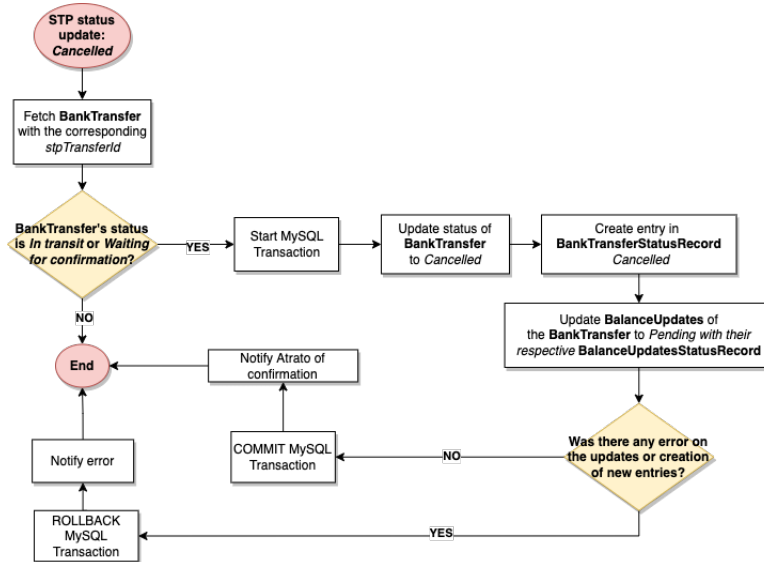 STP status
update:
Cancelled
Fetch BankTransfer
with the corresponding
stpTransferId
BankTransfer's status
is In transit or Waiting
for confirmation?
YES
Start MySQL
Transaction
Update status of
BankTransfer
to Cancelled
Create entry in
BankTransferStatusRecord
Cancelled
Update BalanceUpdates of
the BankTransfer to Pending with their
respective BalanceUpdatesStatusRecord
NO
End
Notify Atrato of
confirmation
Was there any error on
the updates or creation
of new entries?
NO
COMMIT MySQL
Transaction
Notify error
YES
ROLLBACK
MySQL
Transaction